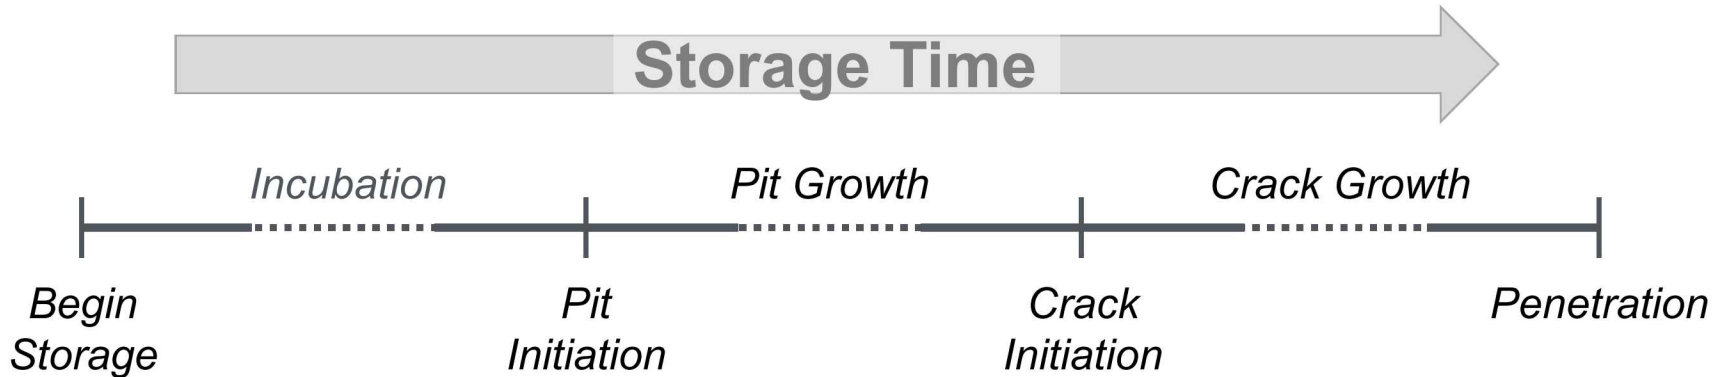 Storage Time
Incubation
Pit Growth
Crack Growth
Begin
Storage
Pit
Initiation
Crack
Initiation
Penetration